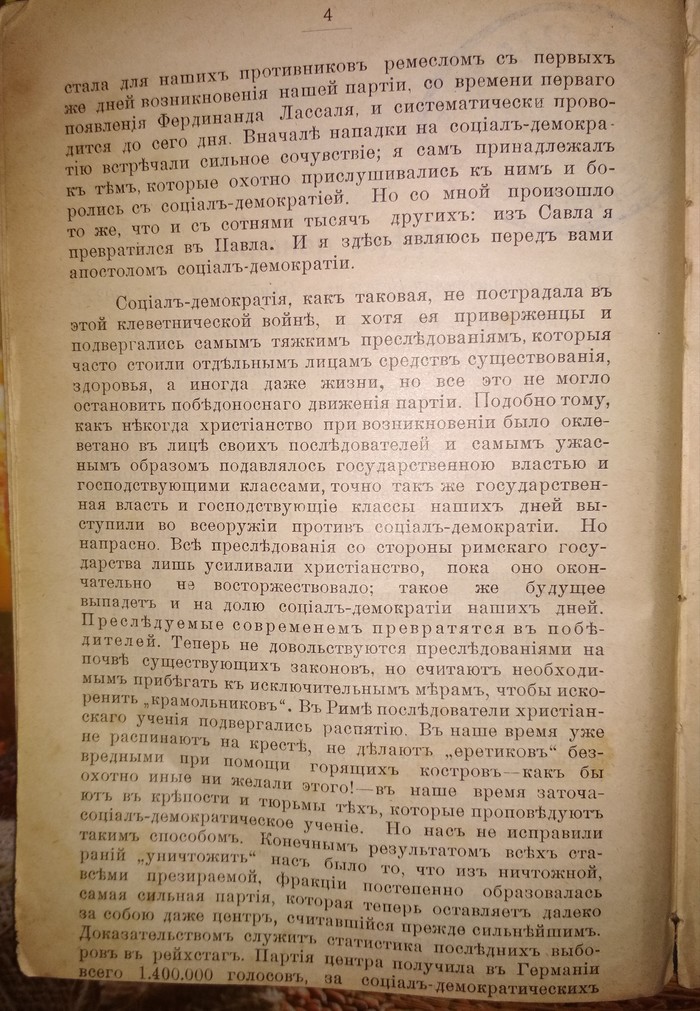 4
стала для нашихъ противниковъ ремесломъ съ первыхъ
же дней возникновенія нашей партіи, со времени перваго
появленія Фердинанда Лассаля, и систематически прово-
дится до сего дня. Вначалѣ нападки на соціалъ-демокра-
тію встрѣчали сильное сочувствіе; я самъ принадлежалъ
къ тѣмъ, которые охотно прислушивались къ нимъ и бо-
ролись съ соціалъ-демократіей. Но со мной произошло
то же, что и съ сотнями тысячъ другихъ: изъ Савла я
превратился въ Павла. И я здѣсь являюсь передъ вами
апостоломъ соціалъ-демократіи.
Соціалъ-демократія, какъ таковая, не пострадала въ
этой клеветнической войнѣ, и хотя ея приверженцы и
подвергались самымъ тяжкимъ преслѣдованіямъ, которыя
часто стоили отдѣльнымъ лицамъ средствъ существованія,
здоровья, а иногда даже жизни, но все это не могло
остановить побѣдоноснаго движенія партіи. Подобно тому,
какъ нѣкогда христіанство при возникновеніи было окле-
ветано въ лицѣ своихъ послѣдователей и самымъ ужас-
нымъ образомъ подавлялось государственною властью и
господствующими классами, точно такъ же государствен-
ная власть и господствующіе классы нашихъ дней вы-
ступили во всеоружіи противъ соціалъ-демократіи. Но
напрасно. Всѣ преслѣдованія со стороны римскаго госу-
дарства лишь усиливали христіанство, пока оно окон-
чательно не восторжествовало; такое же будущее
выпадетъ и на долю соціалъ-демократіи нашихъ дней.
Преслѣдуемые современемъ превратятся въ побѣ-
дителей. Теперь не довольствуются преслѣдованіями на
почвѣ существующихъ законовъ, но считаютъ необходи-
мымъ прибѣгать къ исключительнымъ мѣрамъ, чтобы иско-
ренить „крамольниковъ“. Въ Римѣ послѣдователи христіан-
скаго ученія подвергались распятію. Въ наше время уже
не распинаютъ на крестѣ, не дѣлаютъ „еретиковъ“ без-
вредными при помощи горящихъ костровъ—какъ бы
охотно иные ни желали этого!—въ наше время заточа-
ютъ въ крѣпости и тюрьмы тѣхъ, которые проповѣдуютъ
соціалъ-демократическое ученіе. Но насъ не исправили
такимъ способомъ. Конечнымъ результатомъ всѣхъ ста-
раній „уничтожить“ насъ было то, что изъ ничтожной,
всѣми презираемой, фракціи постепенно образовалась
самая сильная партія, которая теперь оставляетъ далеко
за собою даже центръ, считавшійся прежде сильнѣйшимъ.
Доказательствомъ служитъ статистика послѣднихъ выбо-
ровъ въ рейхстагъ. Партія центра получила въ Германіи
всего 1.400.000 голосовъ, за соціалъ-демократическихъ